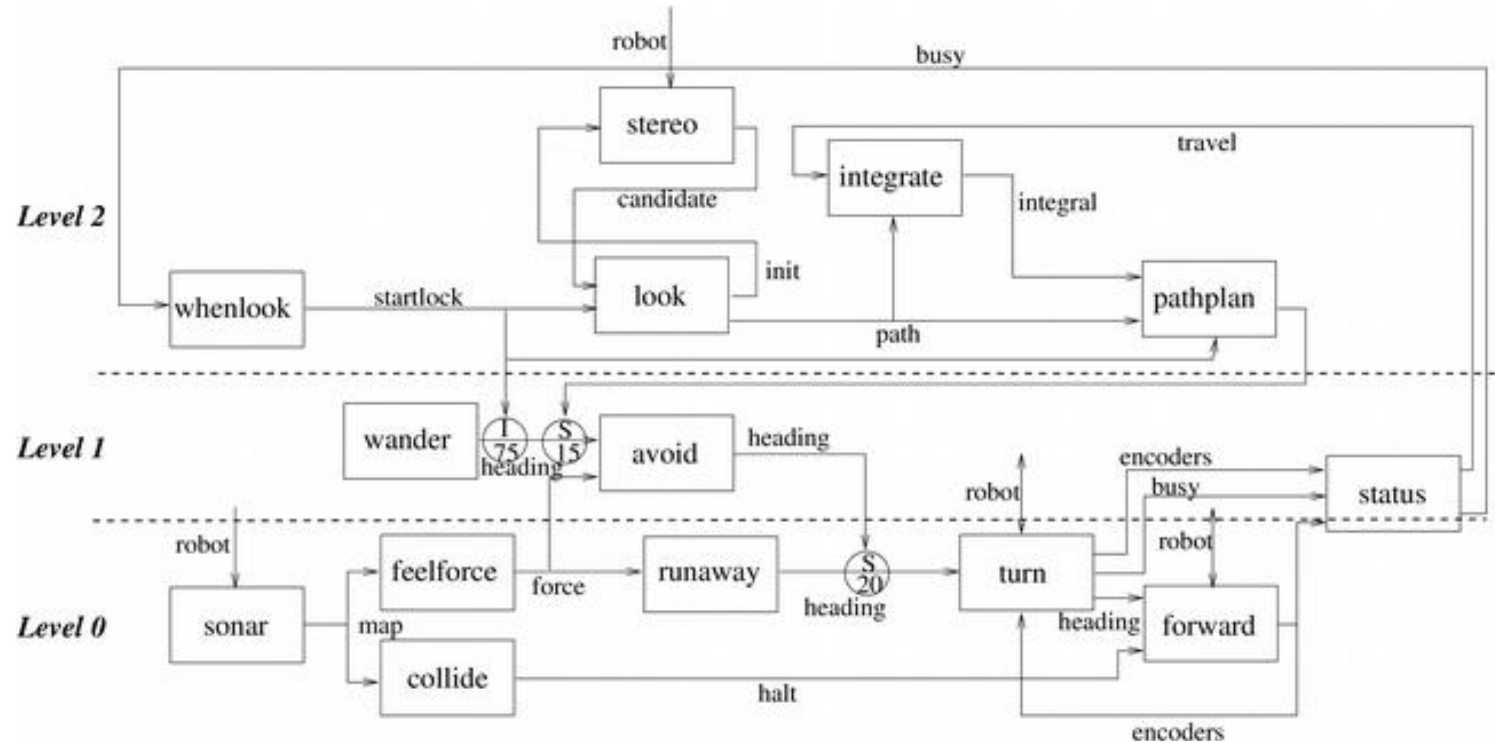 robot
busy
stereo
travel
integrate
candidate
integral
Level 2
init
look
whenlook
startlock
pathplan
path
wander
I
75
S
15
heading
avoid
heading
Level 1
encoders
robot
busy
status
robot
robot
feelforce
force
runaway
S
20
heading
turn
sonar
map
Level 0
heading
forward
collide
halt
encoders